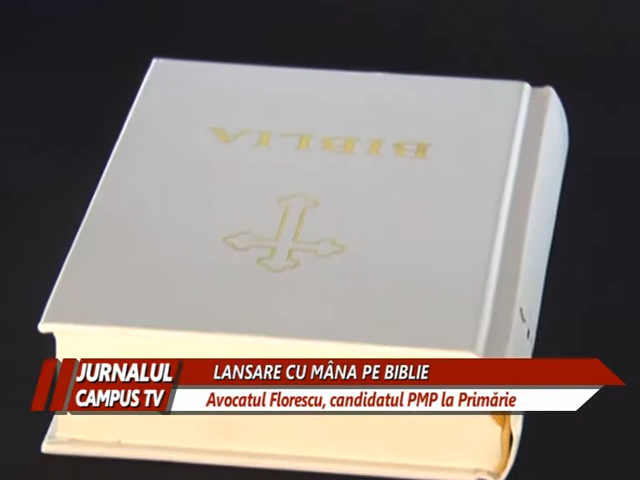 BIBLIA
JURNALUL
CAMPUS TV
LANSARE CU MÂNA PE BIBLIE
Avocatul Florescu, candidatul PMP la Primărie